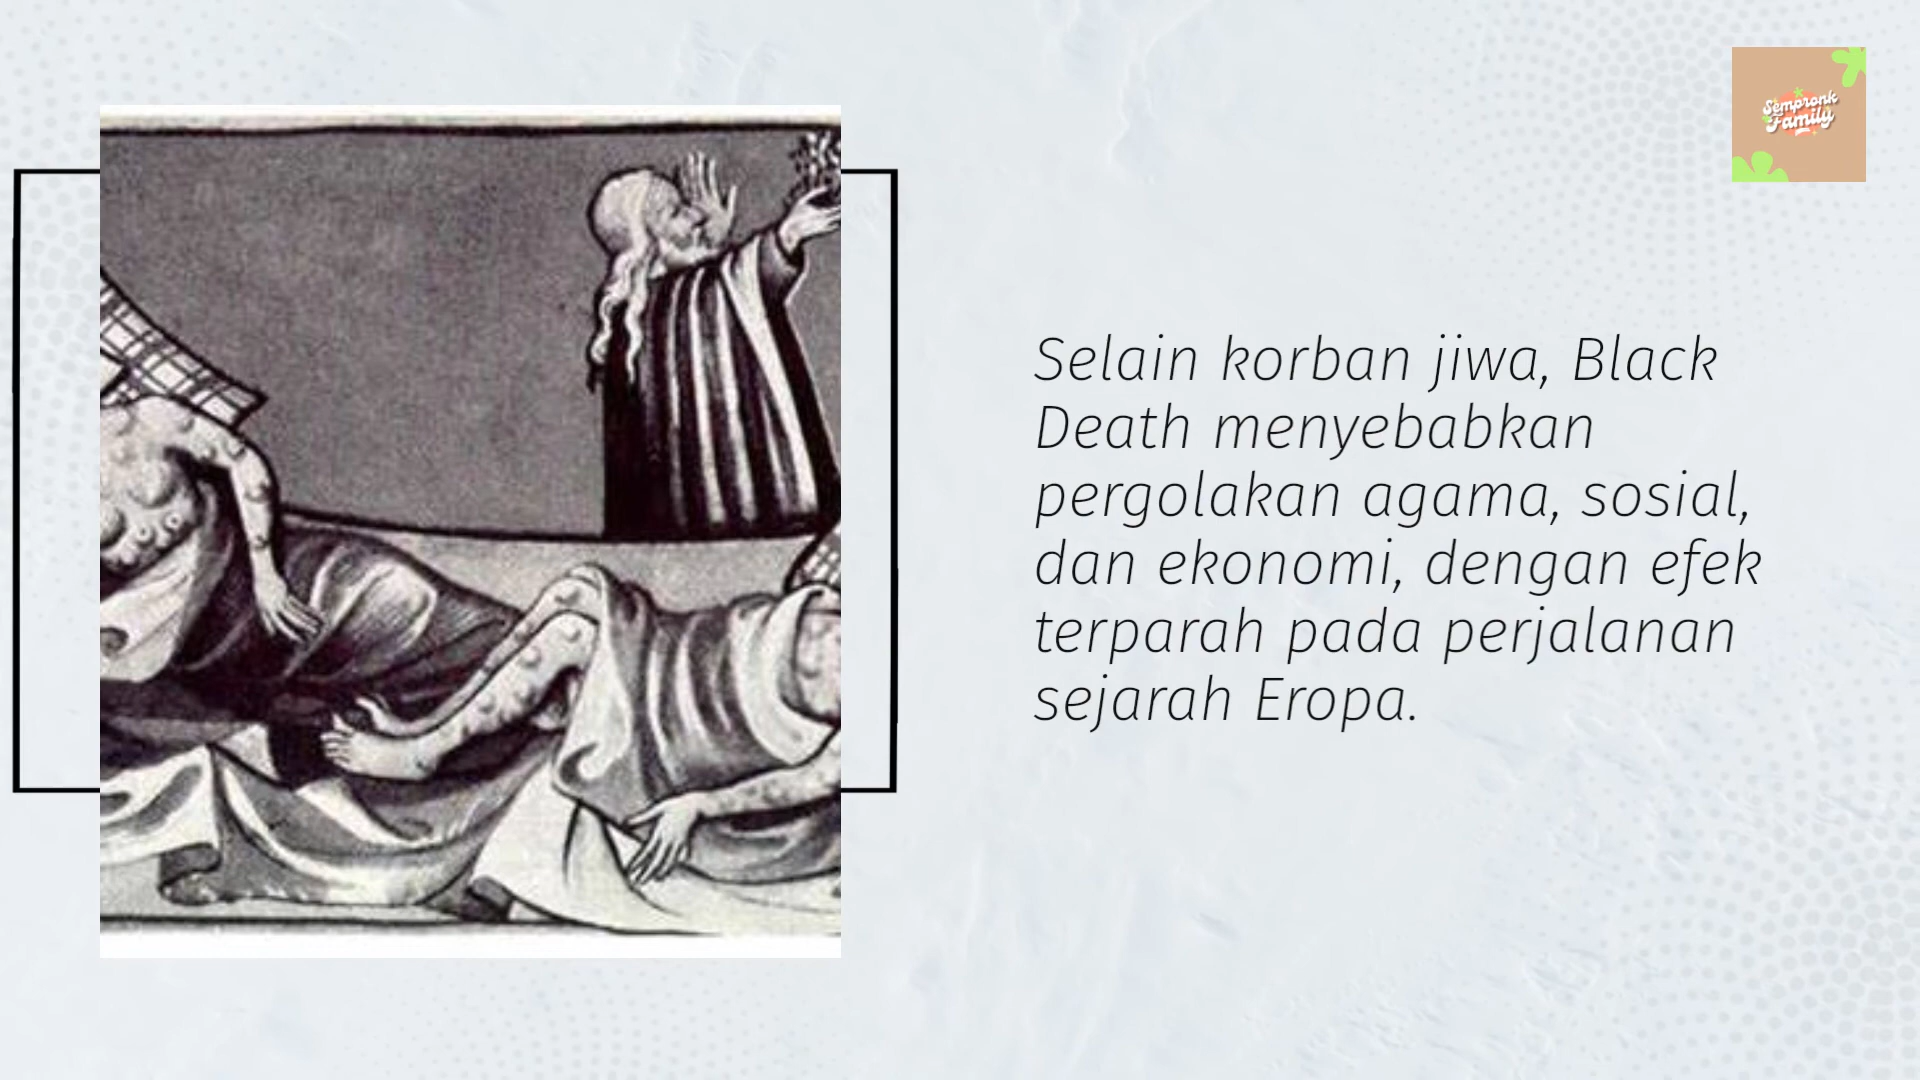 Sempronk
Family
Selain korban jiwa, Black
Death menyebabkan
pergolakan agama, sosial,
dan ekonomi, dengan efek
terparah pada perjalanan
sejarah Eropa.